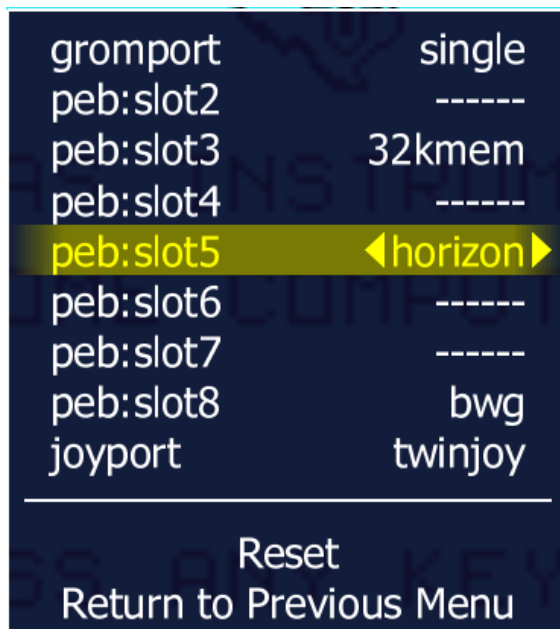 gromport single
peb:slot2 ------
peb:slot3 32kmem
peb:slot4 ------
peb:slot5 horizon
peb:slot6 ------
peb:slot7 ------
peb:slot8 bwg
joyport twinjoy
Reset
Return to Previous Menu